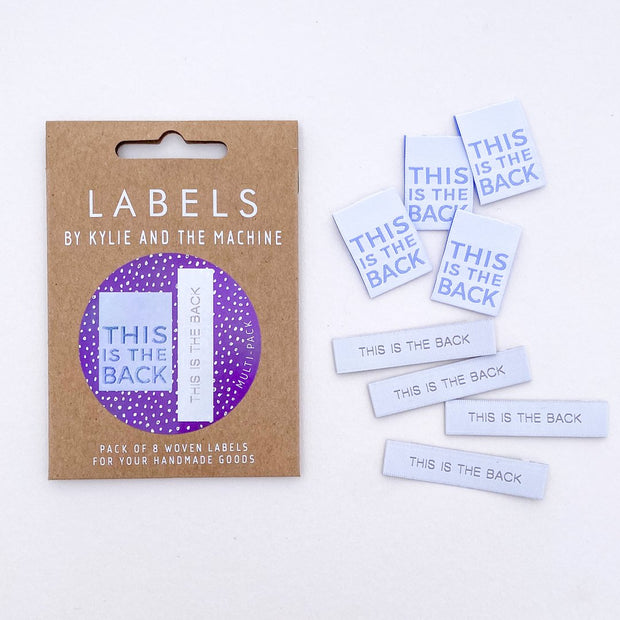 LABELS
BY KYLIE AND THE MACHINE
THIS
IS THE
BACK
THIS IS THE BACK
MULTI-PACK
PACK OF 8 WOVEN LABELS
FOR YOUR HANDMADE GOODS
THIS
IS THE
BACK
THIS
IS THE
BACK
THIS
IS THE
BACK
THIS
IS THE
BACK
THIS IS THE BACK
THIS IS THE BACK
THIS IS THE BACK
THIS IS THE BACK